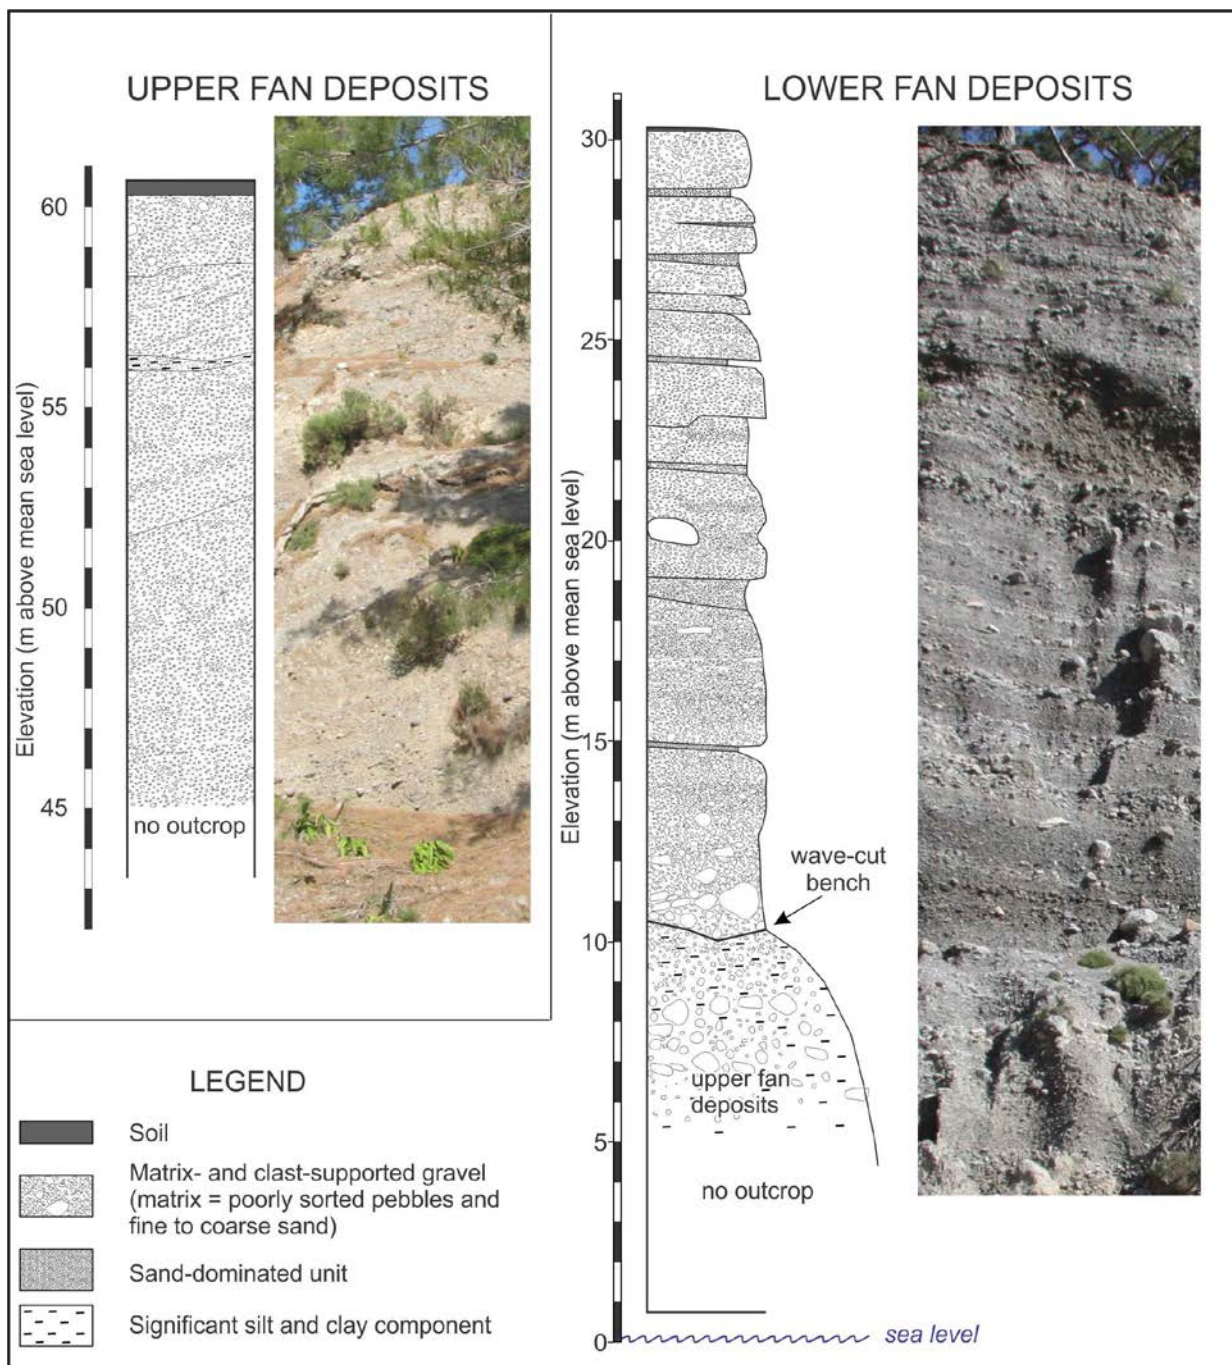 UPPER FAN DEPOSITS
Elevation (m above mean sea level)
60
55
50
45
no outcrop
LOWER FAN DEPOSITS
Elevation (m above mean sea level)
30
25
20
15
10
5
0
wave-cut
bench
upper fan
deposits
no outcrop
sea level
LEGEND
Soil
Matrix- and clast-supported gravel
(matrix = poorly sorted pebbles and
fine to coarse sand)
Sand-dominated unit
Significant silt and clay component